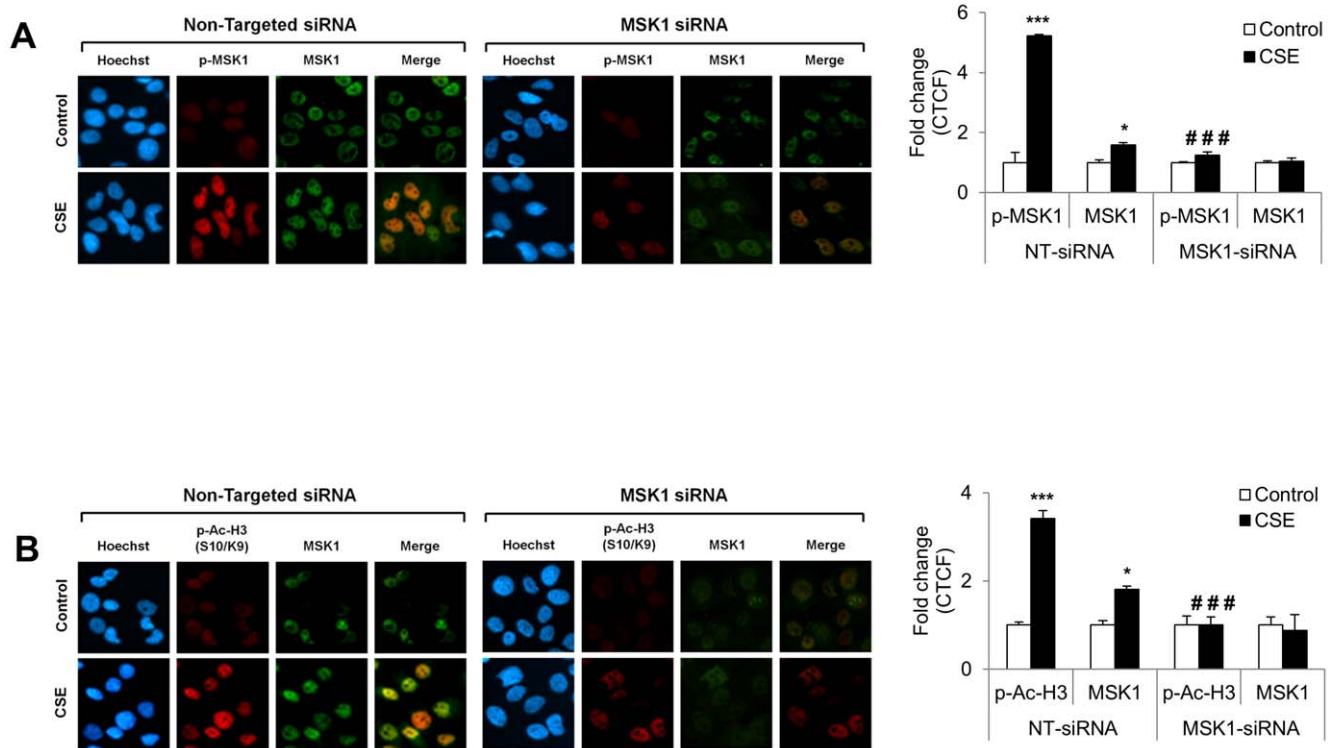 A
Non-Targeted siRNA
MSK1 siRNA
Hoechst p-MSK1 MSK1 Merge
Hoechst p-MSK1 MSK1 Merge
Control
CSE
6
4
2
0
Fold change
(CTCF)
***
*
# # #
Control
CSE
p-MSK1 MSK1 p-MSK1 MSK1
NT-siRNA MSK1-siRNA
B
Non-Targeted siRNA
MSK1 siRNA
Hoechst p-Ac-H3 (S10/K9) MSK1 Merge
Hoechst p-Ac-H3 (S10/K9) MSK1 Merge
Control
CSE
4
2
0
Fold change
(CTCF)
***
*
# # #
Control
CSE
p-Ac-H3 MSK1 p-Ac-H3 MSK1
NT-siRNA MSK1-siRNA